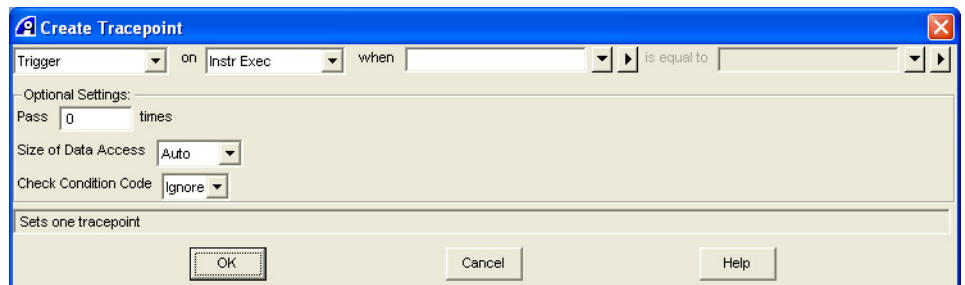 Create Tracepoint
Trigger on Instr Exec when is equal to
Optional Settings:
Pass 0 times
Size of Data Access Auto
Check Condition Code Ignore
Sets one tracepoint
OK Cancel Help